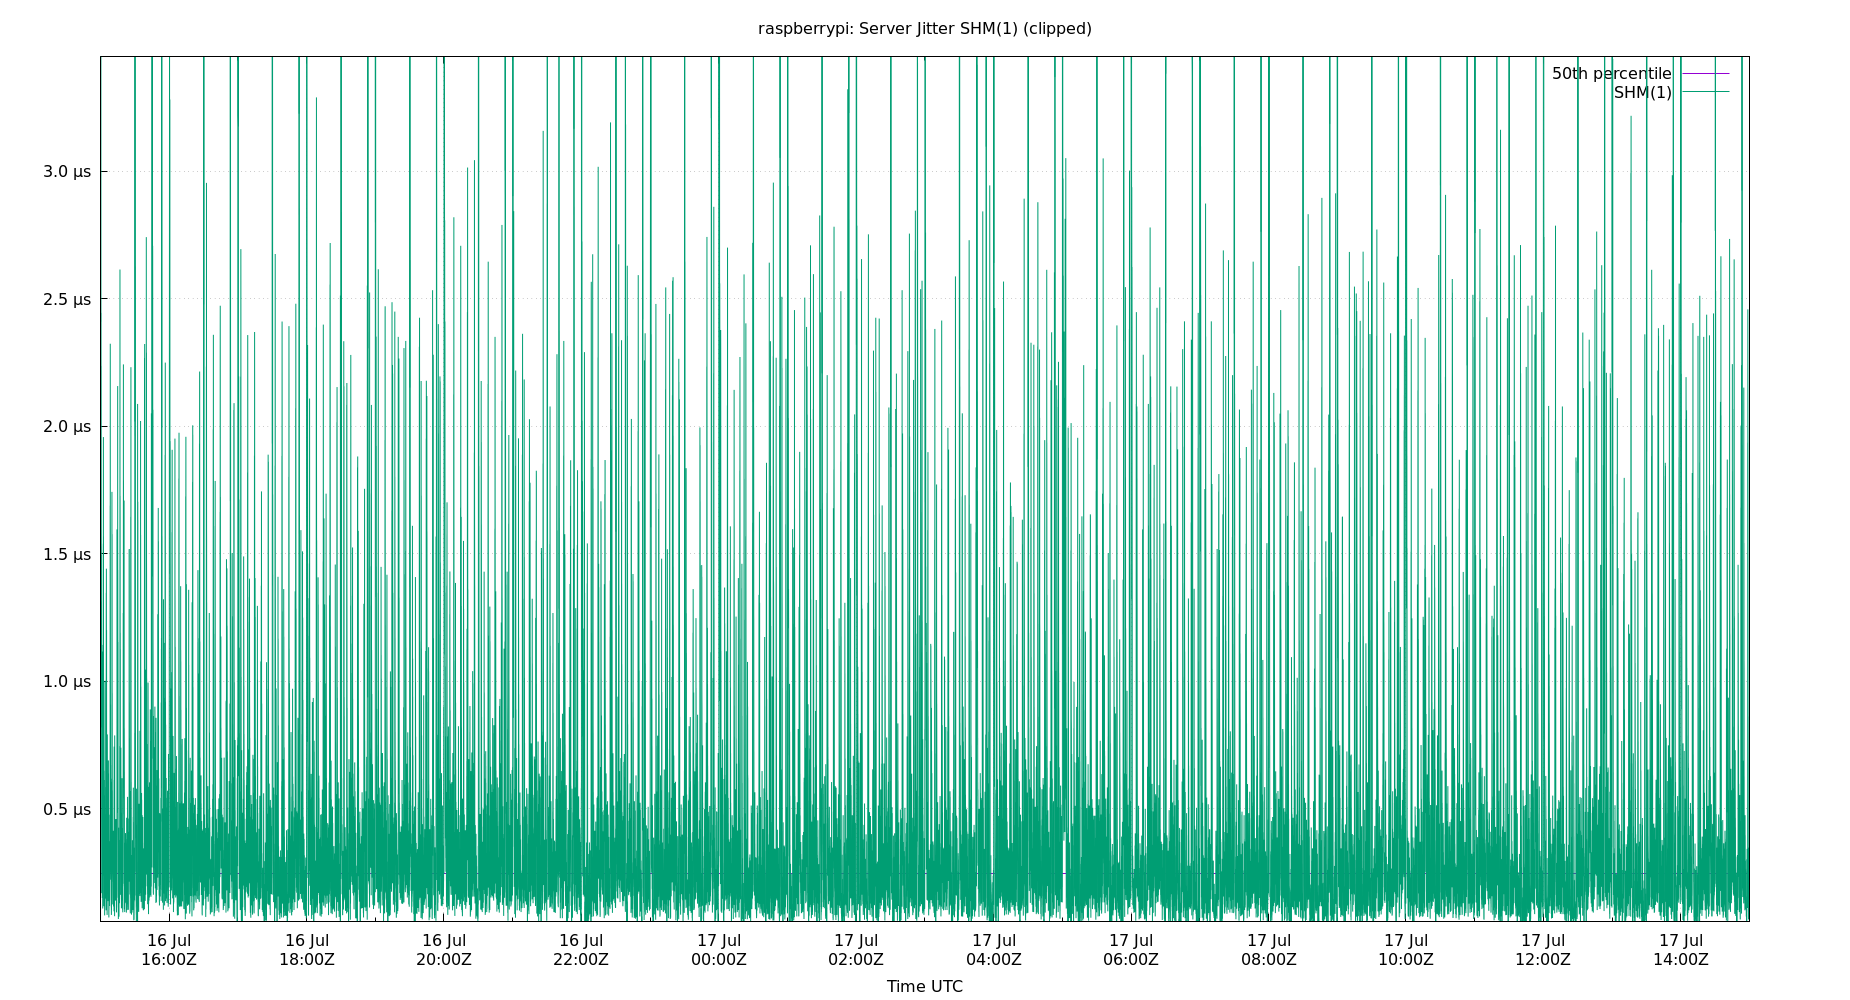 raspberrypi: Server Jitter SHM(1) (clipped)
50th percentile
SHM(1)
3.0 μs
2.5 μs
2.0 μs
1.5 μs
1.0 μs
0.5 μs
16 Jul 16 Jul 16 Jul 16 Jul 17 Jul 17 Jul 17 Jul 17 Jul 17 Jul 17 Jul 17 Jul 17 Jul
16:00Z 18:00Z 20:00Z 22:00Z 00:00Z 02:00Z 04:00Z 06:00Z 08:00Z 10:00Z 12:00Z 14:00Z
Time UTC